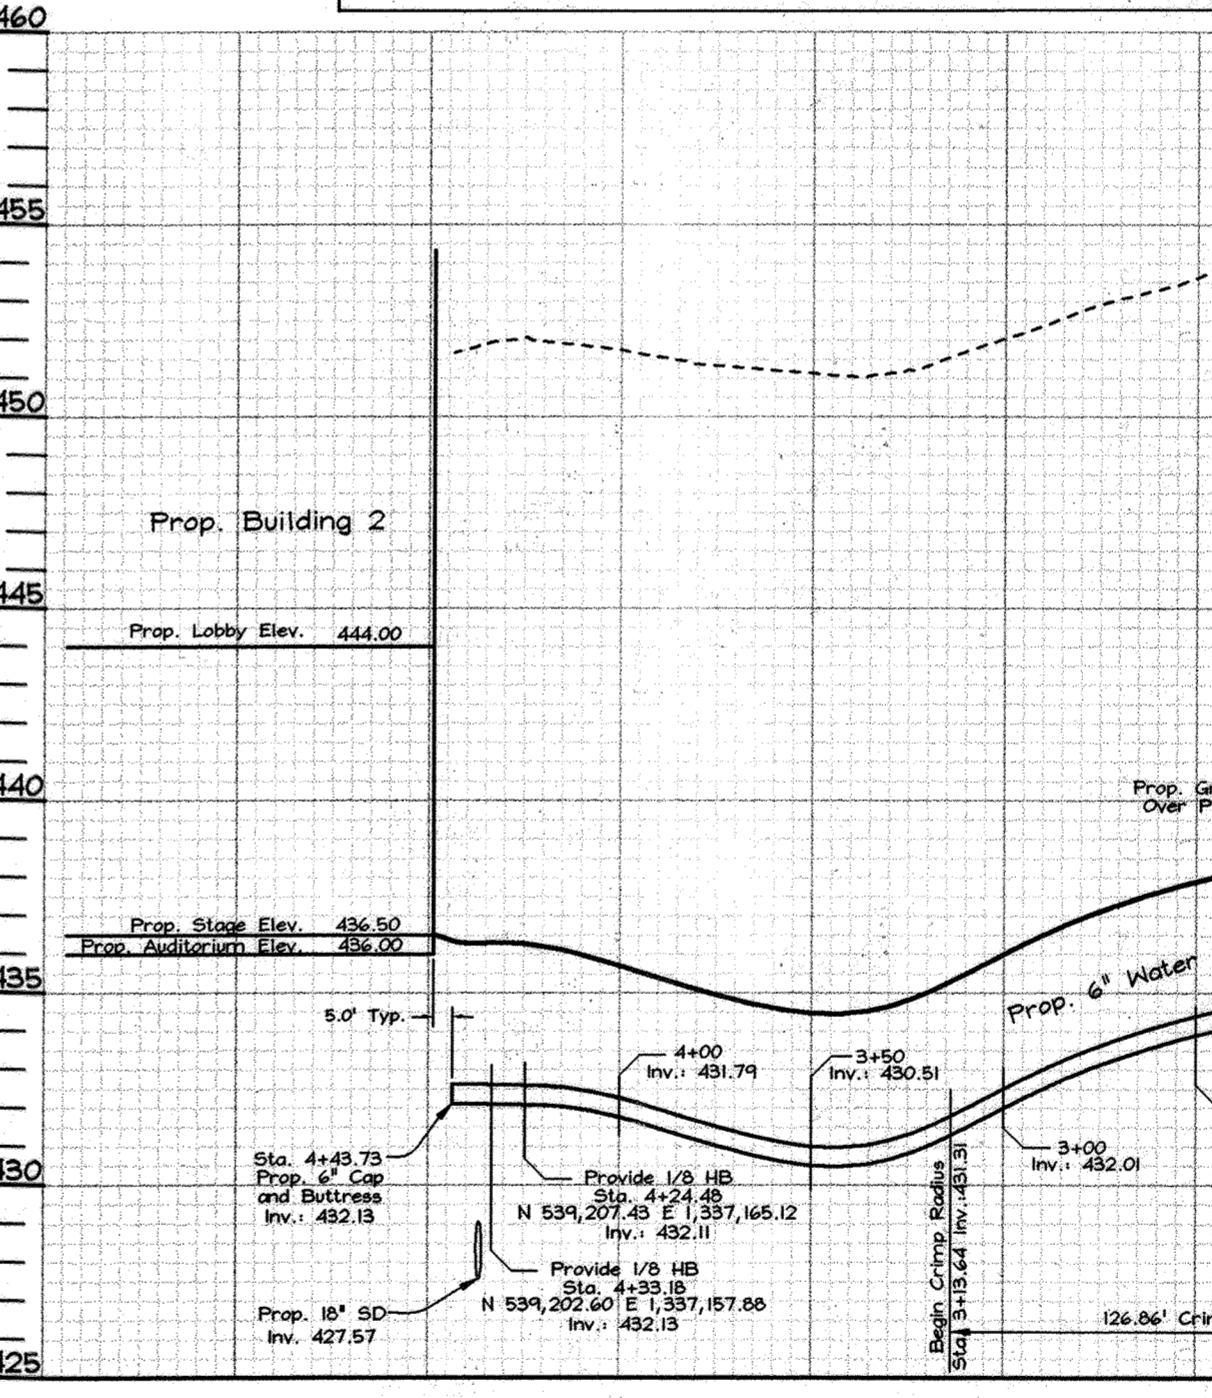 460
455
450
Prop. Building 2
445
Prop. Lobby Elev. 444.00
440
Prop.
Over
Prop. Stage Elev. 436.50
Prop. Auditorium Elev. 436.00
435
Prop. 6" Water
5.0' Typ.
4+00
Inv.: 431.79
3+50
Inv.: 430.51
3+00
Inv.: 432.01
430
Sta. 4+43.73
Prop. 6" Cap
and Buttress
Inv.: 432.13
Provide 1/8 HB
Sta. 4+24.48
N 539,207.43 E 1,337,165.12
Inv.: 432.11
Provide 1/8 HB
Sta. 4+33.18
N 539,202.60 E 1,337,157.88
Inv.: 432.13
Prop. 18" SD
Inv. 427.57
Begin Crimp Radius
Sta. 3+13.64 Inv.:431.31
126.86'
425